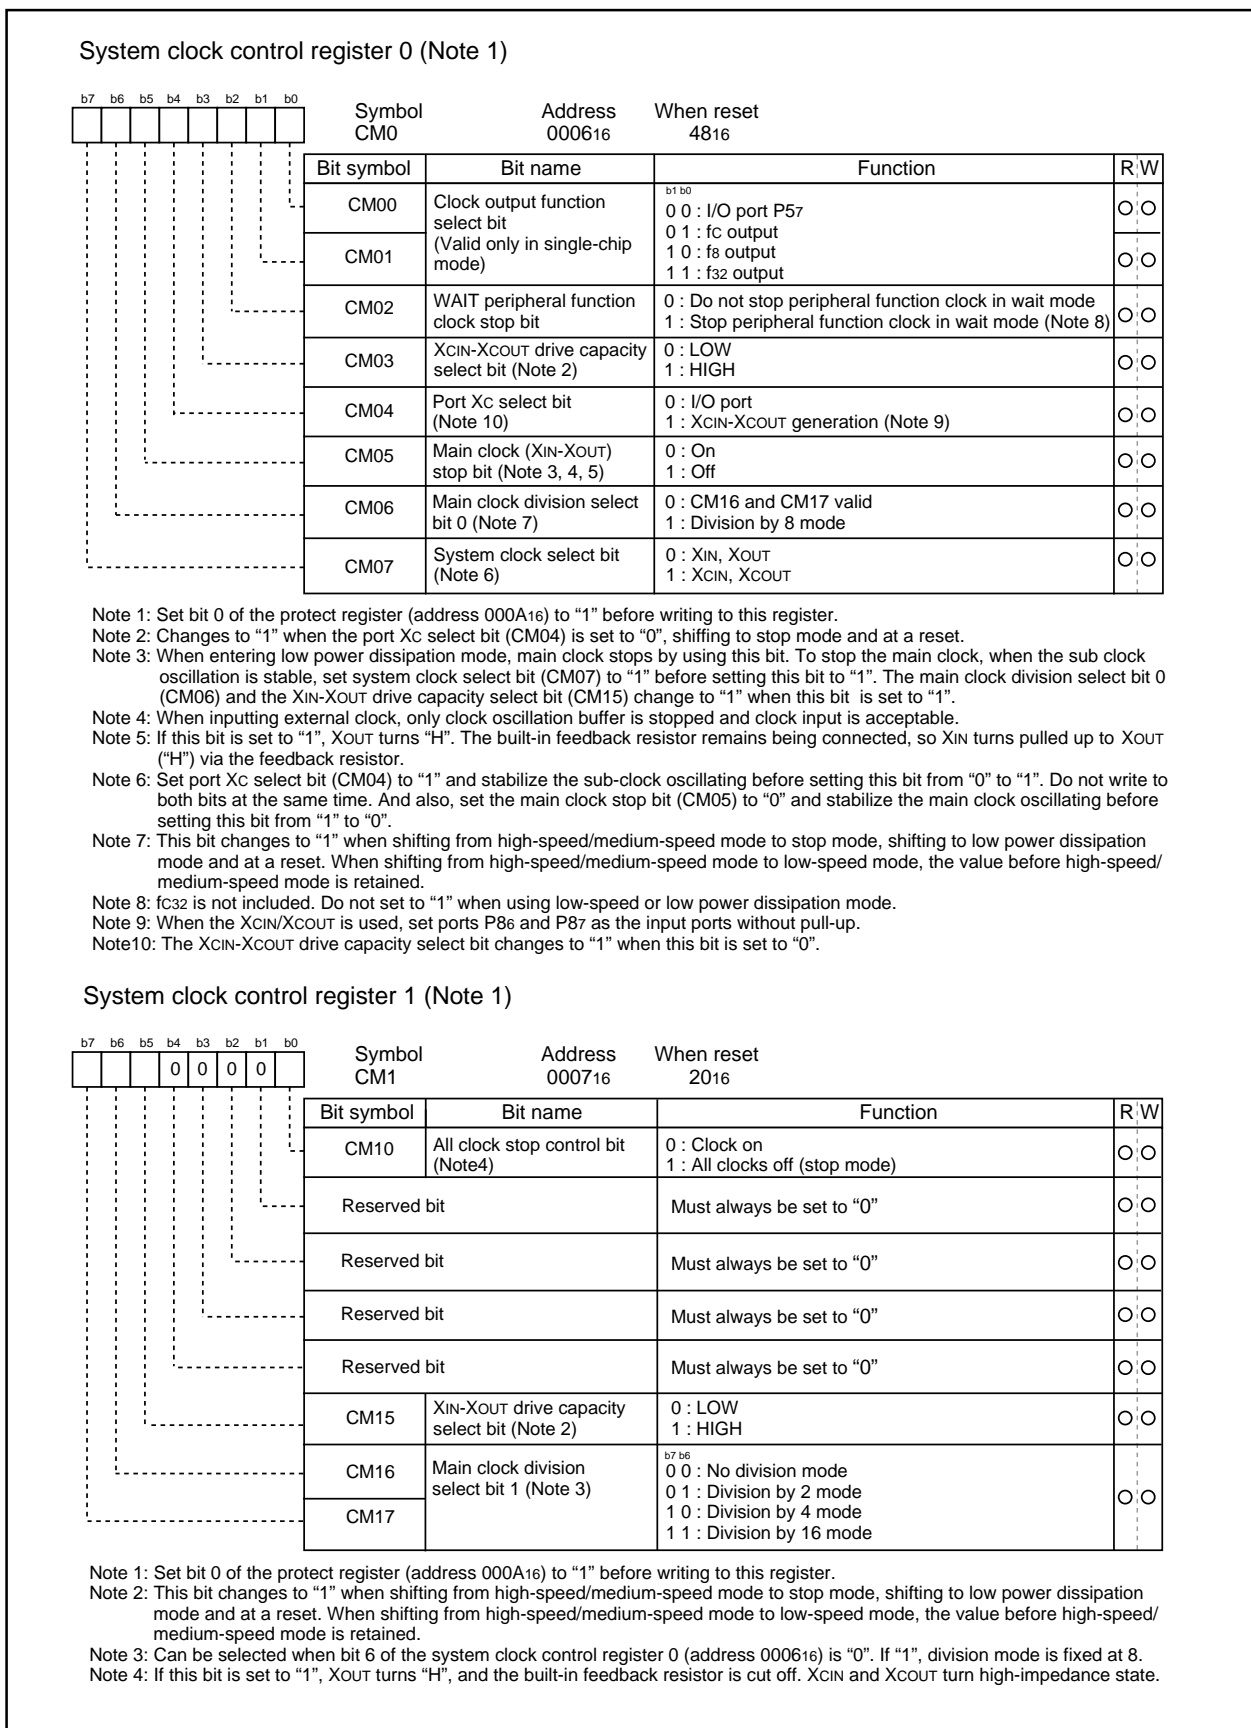 System clock control register 0 (Note 1)
b7 b6 b5 b4 b3 b2 b1 b0
Symbol Address When reset
CM0 000616 4816
Bit symbol Bit name Function R W
CM00 Clock output function select bit (Valid only in single-chip mode)
b1 b0
0 0 : I/O port P57
0 1 : fC output
1 0 : f8 output
1 1 : f32 output
CM01
CM02 WAIT peripheral function clock stop bit
0 : Do not stop peripheral function clock in wait mode
1 : Stop peripheral function clock in wait mode (Note 8)
CM03 XCIN-XCOUT drive capacity select bit (Note 2)
0 : LOW
1 : HIGH
CM04 Port XC select bit (Note 10)
0 : I/O port
1 : XCIN-XCOUT generation (Note 9)
CM05 Main clock (XIN-XOUT) stop bit (Note 3, 4, 5)
0 : On
1 : Off
CM06 Main clock division select bit 0 (Note 7)
0 : CM16 and CM17 valid
1 : Division by 8 mode
CM07 System clock select bit (Note 6)
0 : XIN, XOUT
1 : XCIN, XCOUT
Note 1: Set bit 0 of the protect register (address 000A16) to “1” before writing to this register.
Note 2: Changes to “1” when the port XC select bit (CM04) is set to “0”, shiffing to stop mode and at a reset.
Note 3: When entering low power dissipation mode, main clock stops by using this bit. To stop the main clock, when the sub clock
oscillation is stable, set system clock select bit (CM07) to “1” before setting this bit to “1”. The main clock division select bit 0
(CM06) and the XIN-XOUT drive capacity select bit (CM15) change to “1” when this bit is set to “1”.
Note 4: When inputting external clock, only clock oscillation buffer is stopped and clock input is acceptable.
Note 5: If this bit is set to “1”, XOUT turns “H”. The built-in feedback resistor remains being connected, so XIN turns pulled up to XOUT
(“H”) via the feedback resistor.
Note 6: Set port XC select bit (CM04) to “1” and stabilize the sub-clock oscillating before setting this bit from “0” to “1”. Do not write to
both bits at the same time. And also, set the main clock stop bit (CM05) to “0” and stabilize the main clock oscillating before
setting this bit from “1” to “0”.
Note 7: This bit changes to “1” when shifting from high-speed/medium-speed mode to stop mode, shifting to low power dissipation
mode and at a reset. When shifting from high-speed/medium-speed mode to low-speed mode, the value before high-speed/
medium-speed mode is retained.
Note 8: fC32 is not included. Do not set to “1” when using low-speed or low power dissipation mode.
Note 9: When the XCIN/XCOUT is used, set ports P86 and P87 as the input ports without pull-up.
Note10: The XCIN-XCOUT drive capacity select bit changes to “1” when this bit is set to “0”.
System clock control register 1 (Note 1)
b7 b6 b5 b4 b3 b2 b1 b0
0 0 0 0
Symbol Address When reset
CM1 000716 2016
Bit symbol Bit name Function R W
CM10 All clock stop control bit (Note4)
0 : Clock on
1 : All clocks off (stop mode)
Reserved bit Must always be set to “0”
Reserved bit Must always be set to “0”
Reserved bit Must always be set to “0”
Reserved bit Must always be set to “0”
CM15 XIN-XOUT drive capacity select bit (Note 2)
0 : LOW
1 : HIGH
CM16 Main clock division select bit 1 (Note 3)
b7 b6
0 0 : No division mode
0 1 : Division by 2 mode
1 0 : Division by 4 mode
1 1 : Division by 16 mode
CM17
Note 1: Set bit 0 of the protect register (address 000A16) to “1” before writing to this register.
Note 2: This bit changes to “1” when shifting from high-speed/medium-speed mode to stop mode, shifting to low power dissipation
mode and at a reset. When shifting from high-speed/medium-speed mode to low-speed mode, the value before high-speed/
medium-speed mode is retained.
Note 3: Can be selected when bit 6 of the system clock control register 0 (address 000616) is “0”. If “1”, division mode is fixed at 8.
Note 4: If this bit is set to “1”, XOUT turns “H”, and the built-in feedback resistor is cut off. XCIN and XCOUT turn high-impedance state.